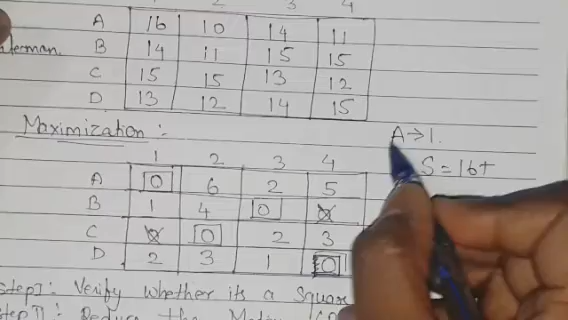 2 3 4
A 16 10 14 11
B 14 11 15 15
C 15 15 13 12
D 13 12 14 15
Maximization :-
A→1.
S = 16+
1 2 3 4
A 0 6 2 5
B 1 4 0 0
C 0 0 2 3
D 2 3 1 0
Step I: Verify whether its a Square
Step II: Reduce the